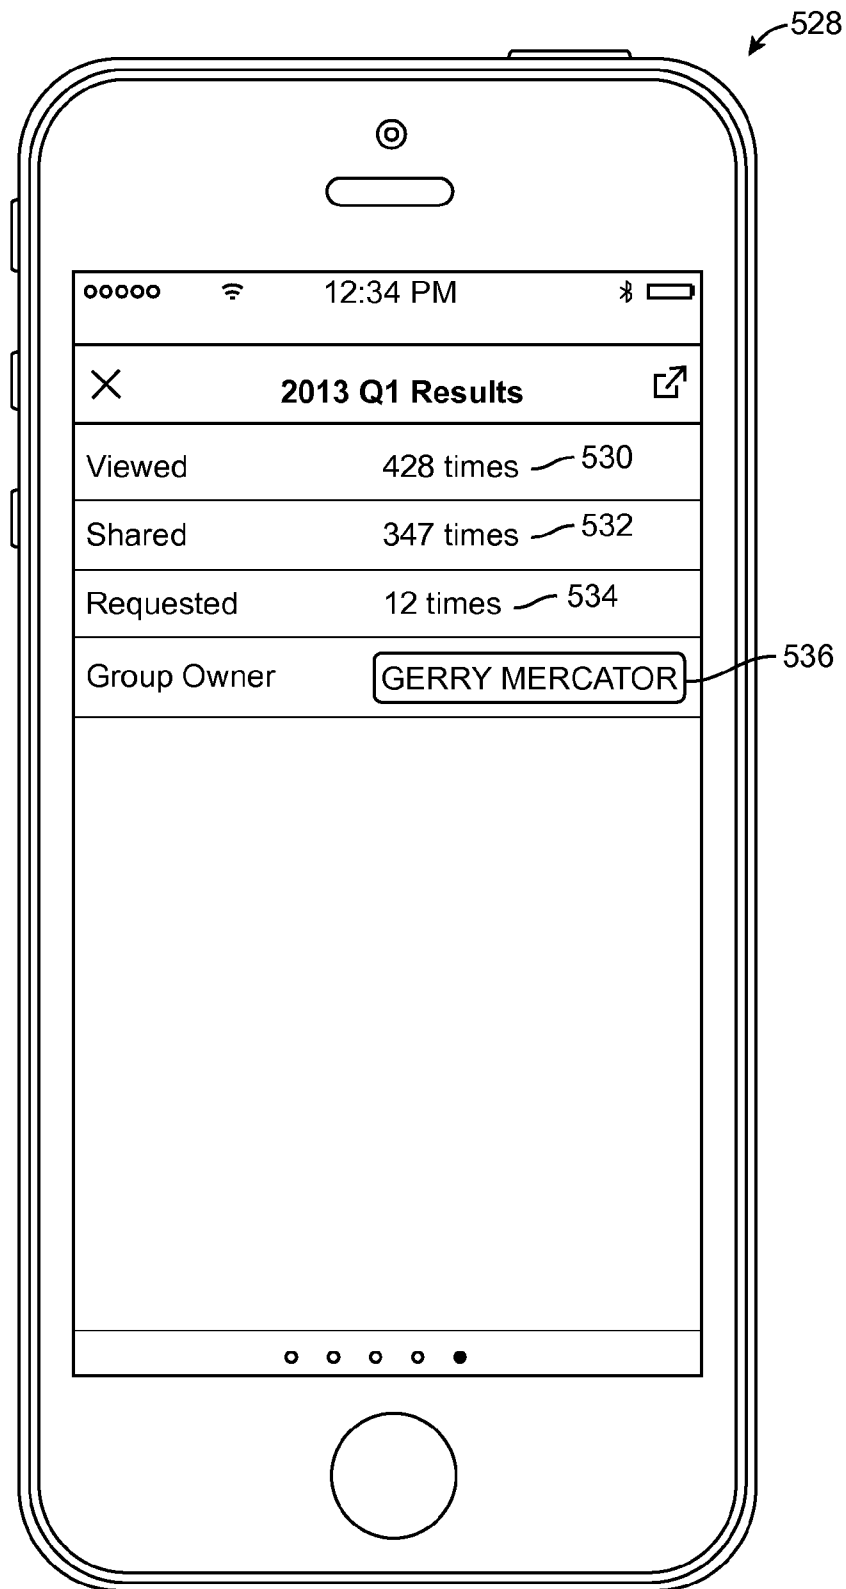 528
12:34 PM
2013 Q1 Results
Viewed 428 times 530
Shared 347 times 532
Requested 12 times 534
Group Owner GERRY MERCATOR 536